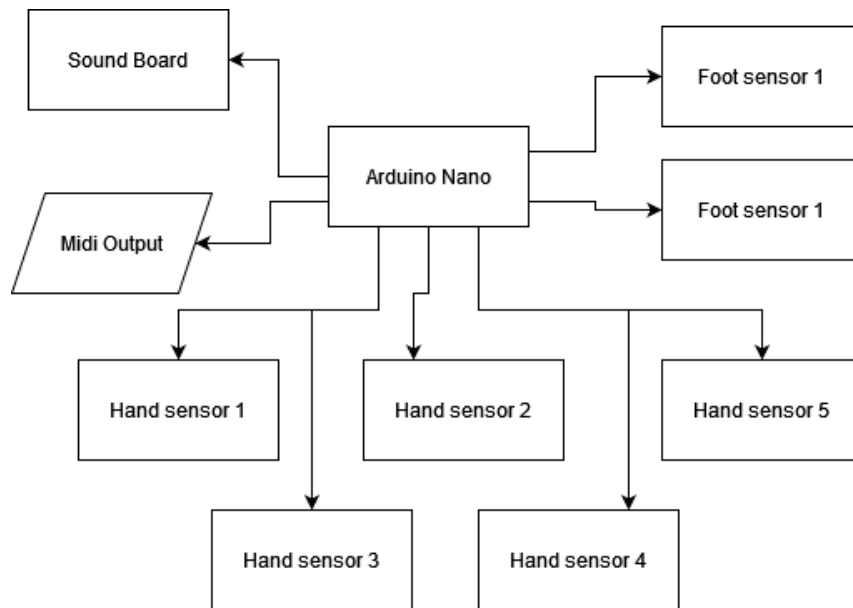 Sound Board
Foot sensor 1
Arduino Nano
Foot sensor 1
Midi Output
Hand sensor 1
Hand sensor 2
Hand sensor 5
Hand sensor 3
Hand sensor 4